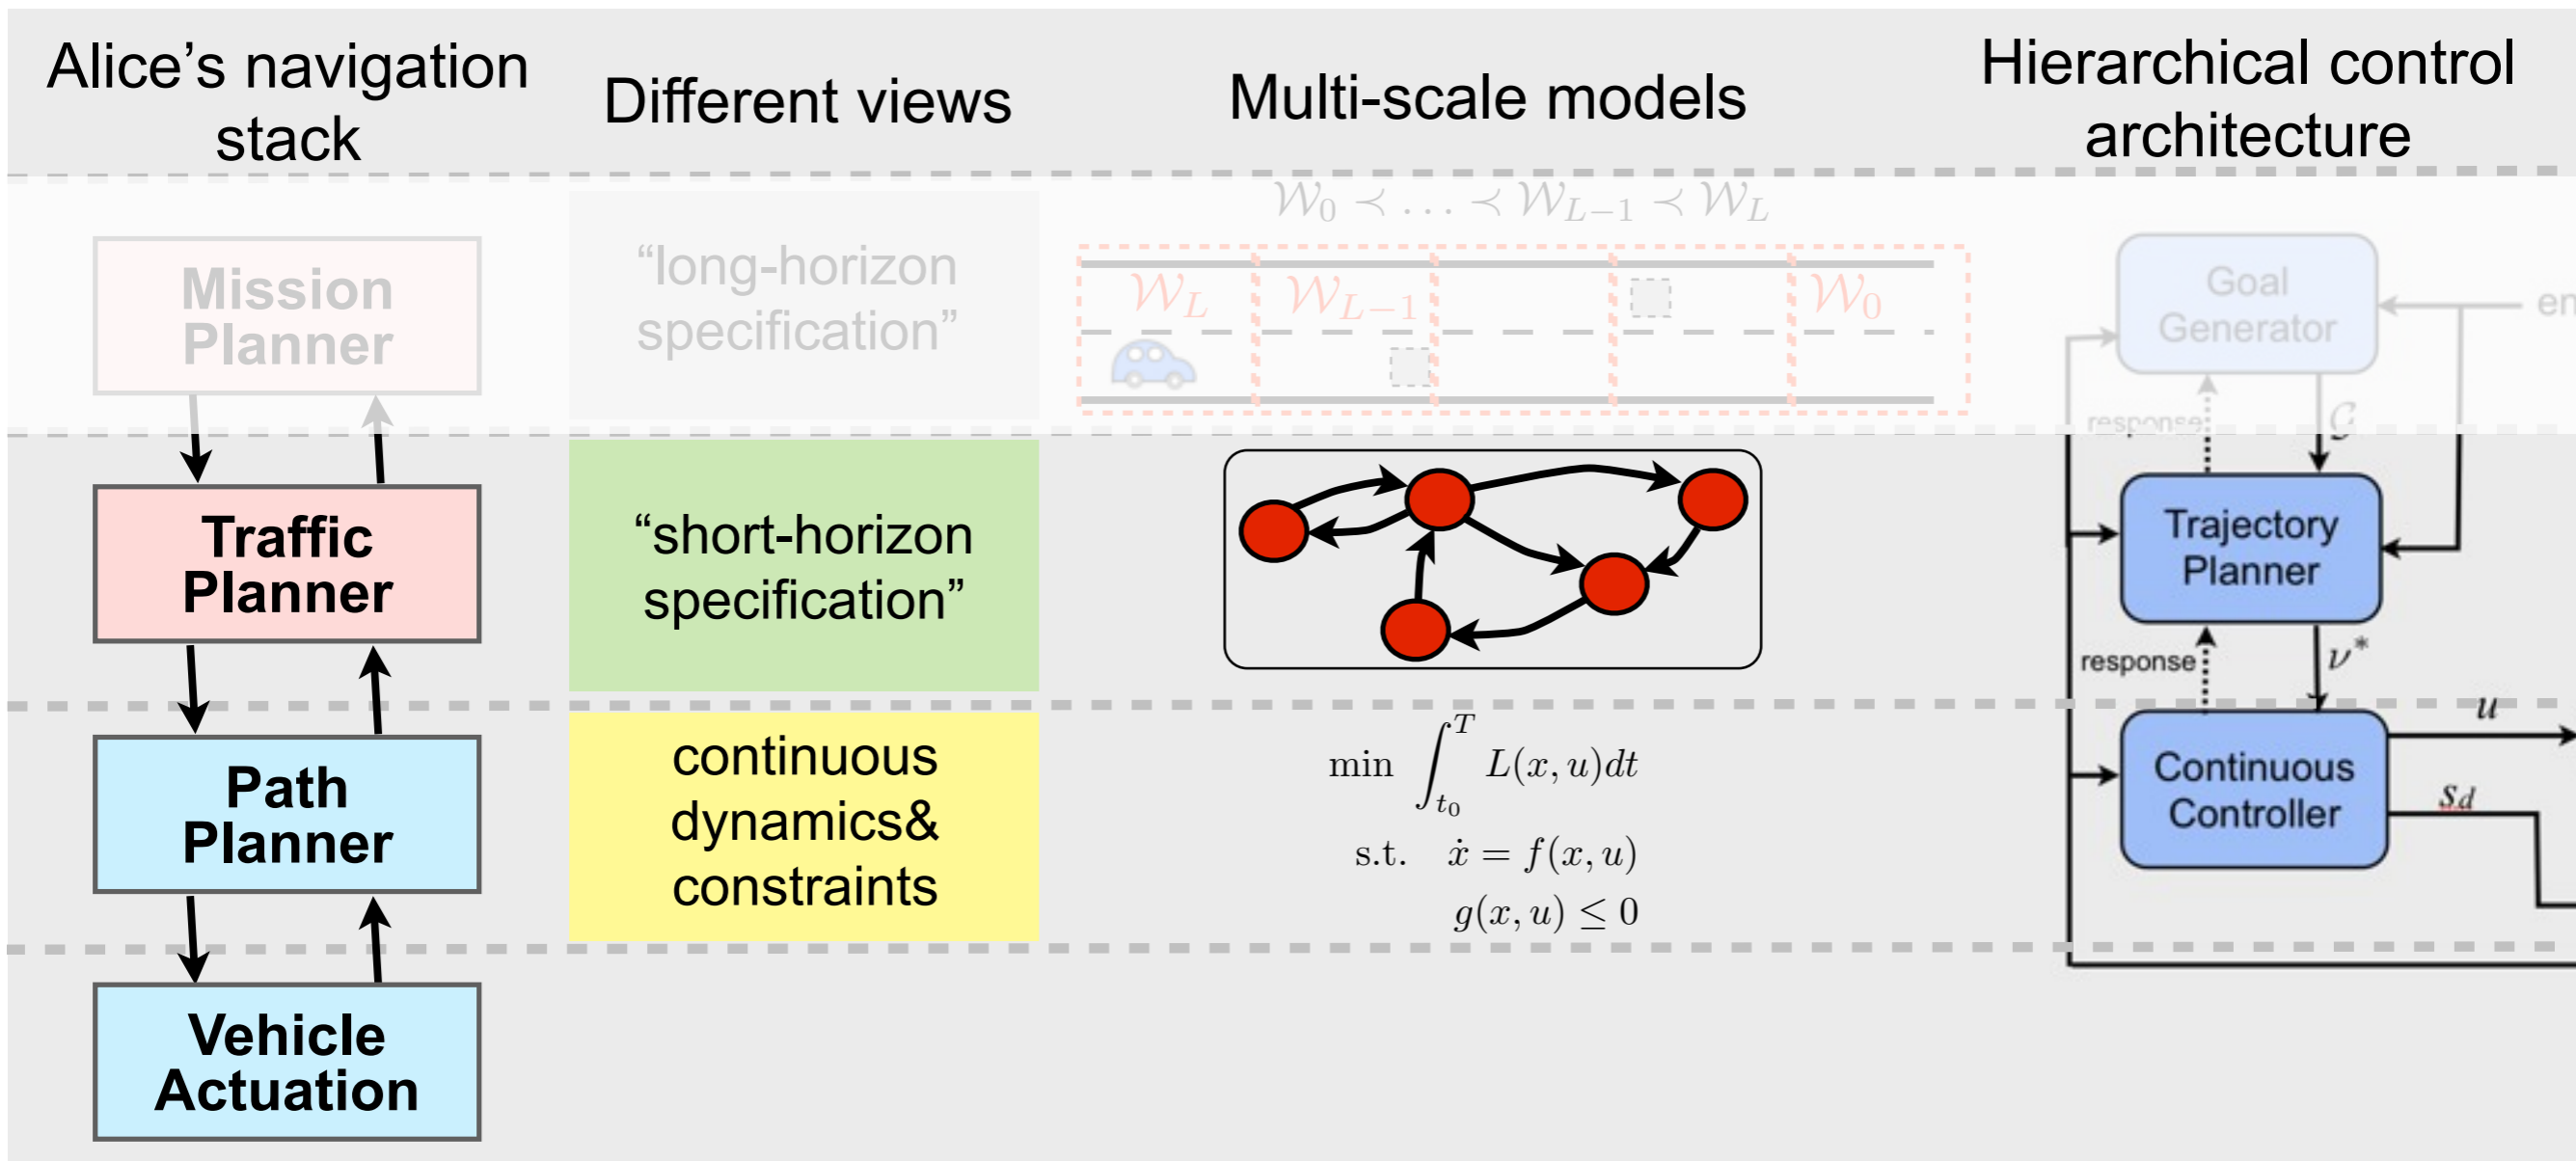 Alice's navigation
stack
Different views
Multi-scale models
Hierarchical control
architecture
Mission
Planner
“long-horizon
specification”
𝒲₀ ≺ … ≺ 𝒲_{L−1} ≺ 𝒲_L
𝒲_L 𝒲_{L−1} 𝒲₀
Goal
Generator
en
response
𝒢
Traffic
Planner
“short-horizon
specification”
Trajectory
Planner
response
ν*
Path
Planner
continuous
dynamics&
constraints
min ∫_{t₀}^{T} L(x, u)dt
s.t. ẋ = f(x, u)
g(x, u) ≤ 0
Continuous
Controller
u
s_d
Vehicle
Actuation